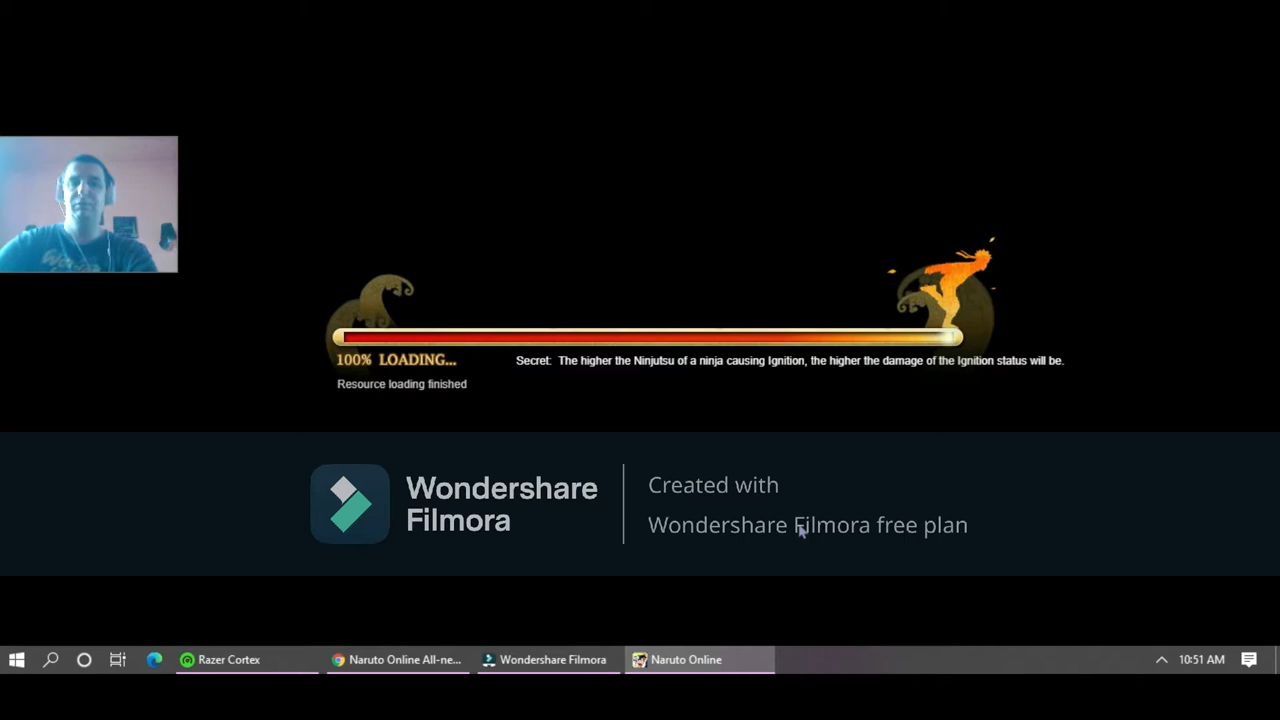 100% LOADING...
Secret: The higher the Ninjutsu of a ninja causing Ignition, the higher the damage of the Ignition status will be.
Resource loading finished
Wondershare
Filmora
Created with
Wondershare Filmora free plan
Razer Cortex
Naruto Online All-ne...
Wondershare Filmora
Naruto Online
10:51 AM